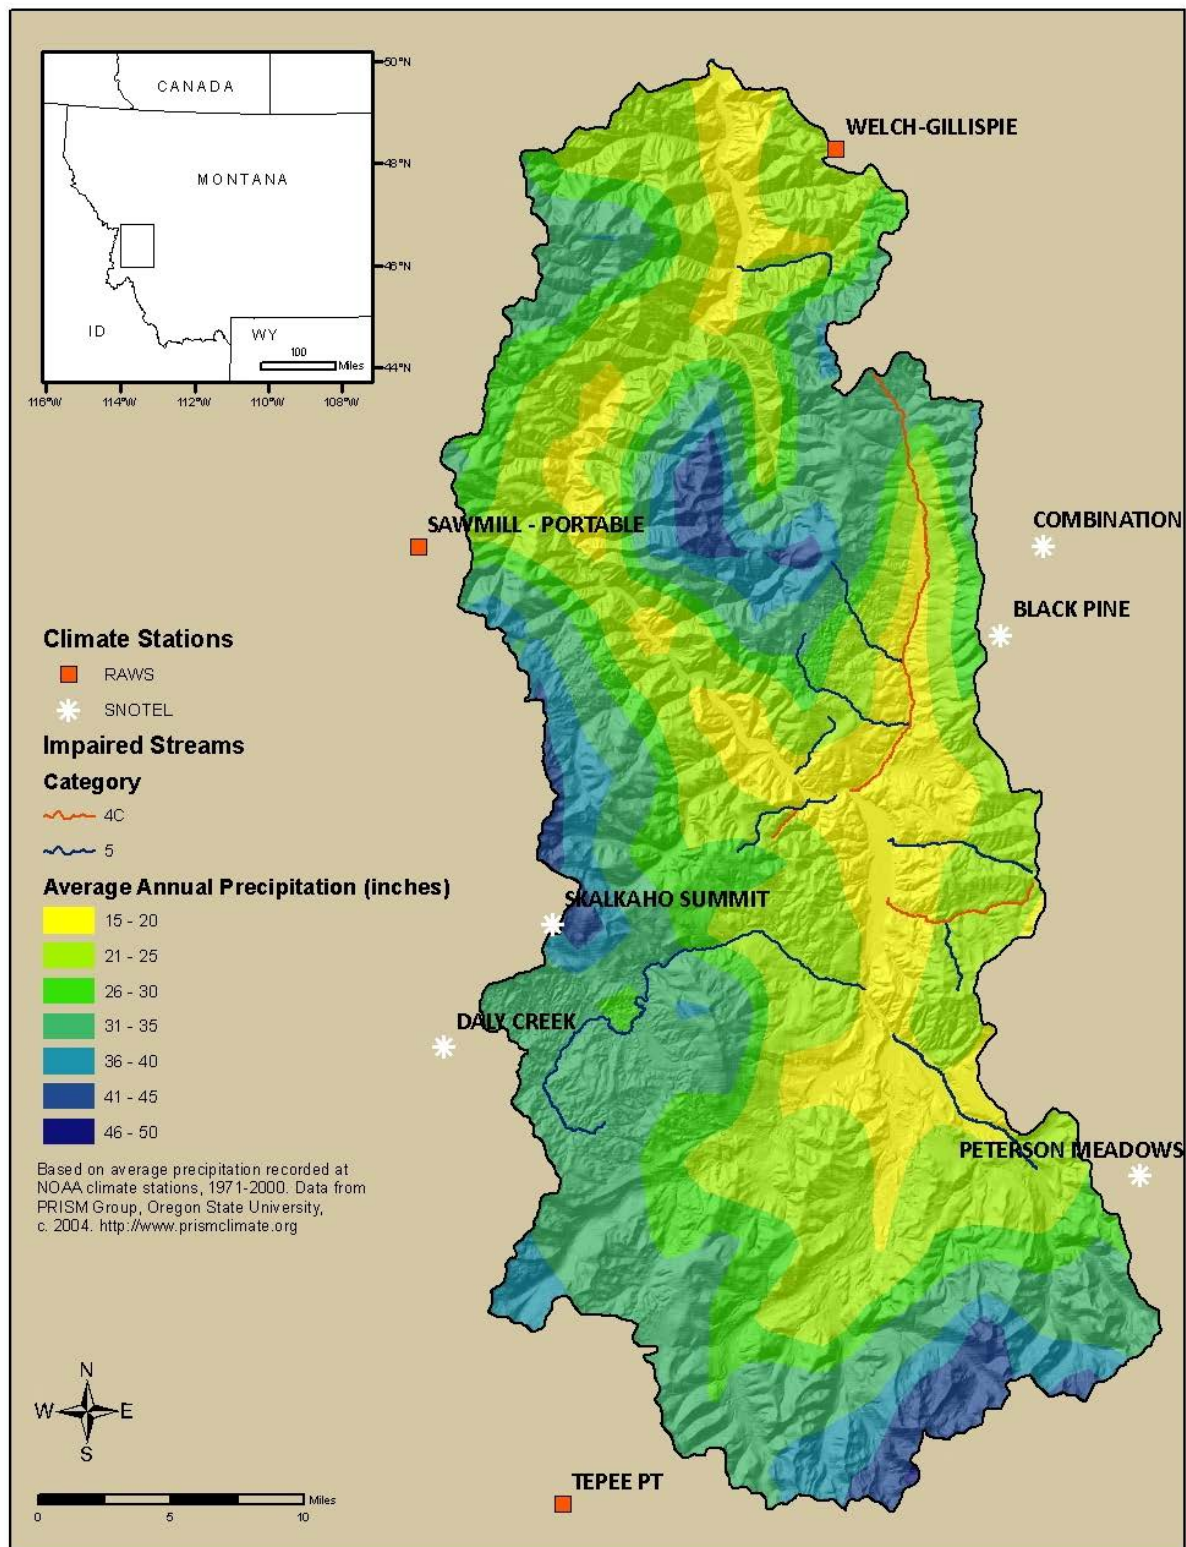 CANADA
MONTANA
ID
WY
100
Miles
50°N
48°N
46°N
44°N
116°W
114°W
112°W
110°W
108°W
WELCH-GILLISPIE
SAWMILL - PORTABLE
COMBINATION
BLACK PINE
SKALKAHO SUMMIT
DALY CREEK
PETERSON MEADOWS
TEPEE PT
Climate Stations
RAWS
SNOTEL
Impaired Streams
Category
4C
5
Average Annual Precipitation (inches)
15 - 20
21 - 25
26 - 30
31 - 35
36 - 40
41 - 45
46 - 50
Based on average precipitation recorded at
NOAA climate stations, 1971-2000. Data from
PRISM Group, Oregon State University,
c. 2004. http://www.prismclimate.org
N
W E
S
Miles
0 5 10